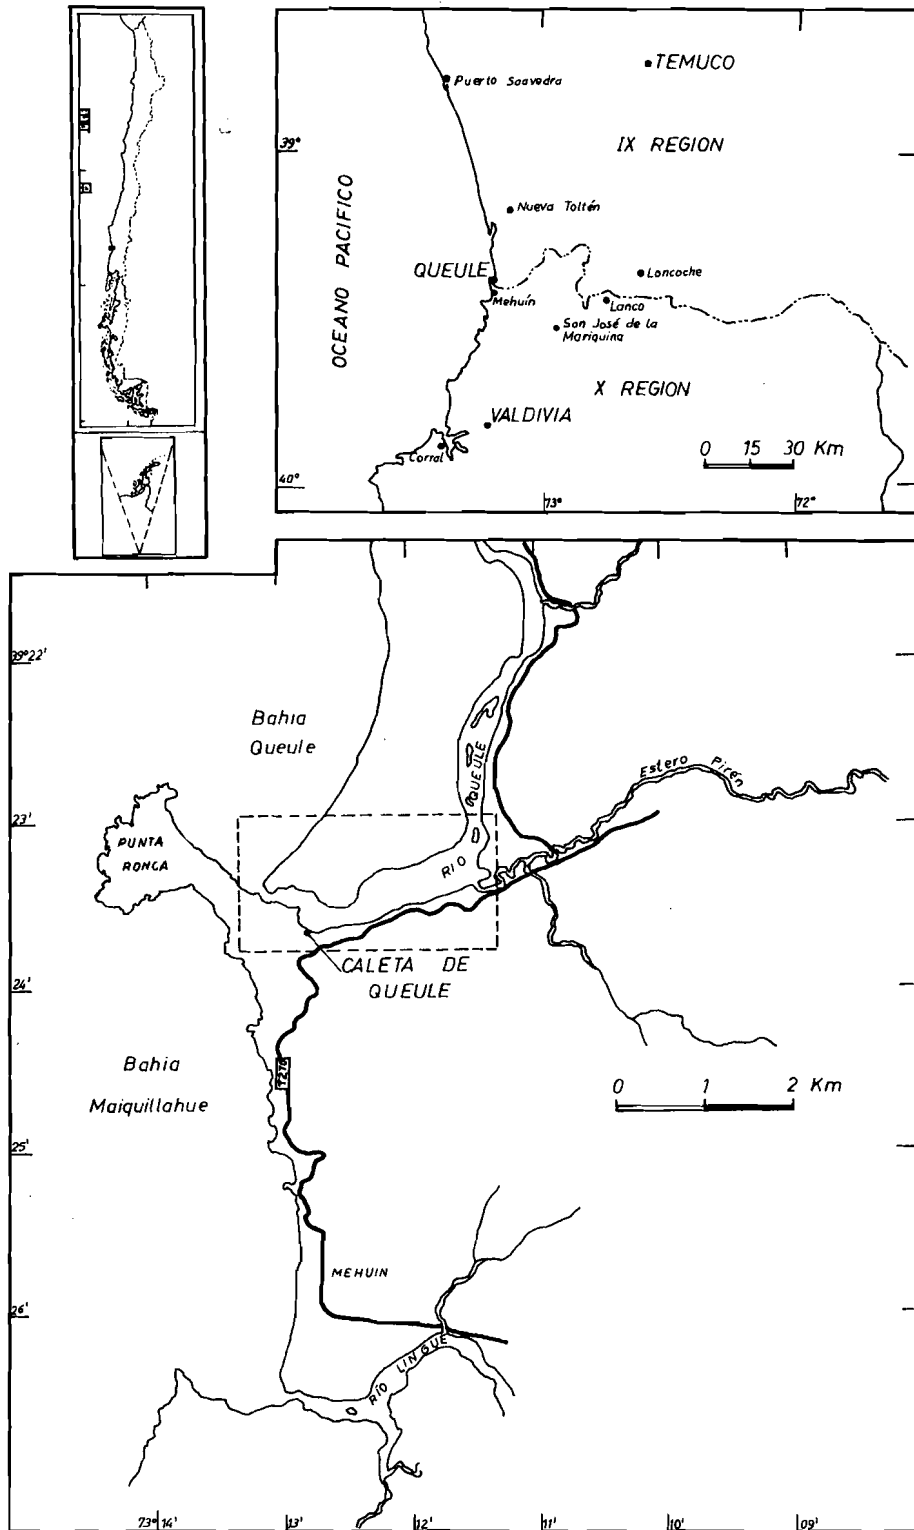 TEMUCO
Puerto Saavedra
39°
IX REGION
OCEANO PACIFICO
Nueva Toltén
QUEULE
Loncoche
Mehuín
Lanco
San José de la
Mariquina
X REGION
VALDIVIA
Corral
0 15 30 Km
40°
73°
72°
39° 22'
Bahia
Queule
RIO QUEULE
Estero Pirén
23'
PUNTA
RONCA
CALETA DE
QUEULE
24'
Bahia
Maiquillahue
0 1 2 Km
25'
MEHUIN
26'
RÍO LINGUE
73° 14'
13'
12'
11'
10'
09'